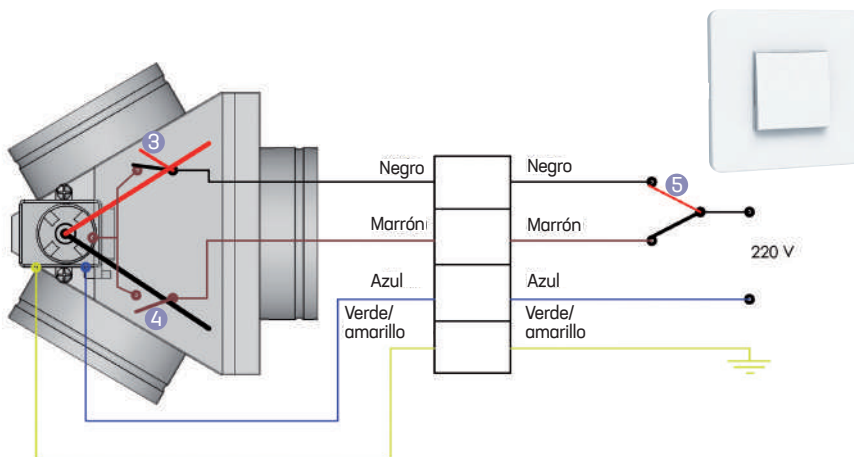 3
Negro
Negro
5
Marrón
Marrón
220 V
Azul
Azul
4
Verde/
amarillo
Verde/
amarillo